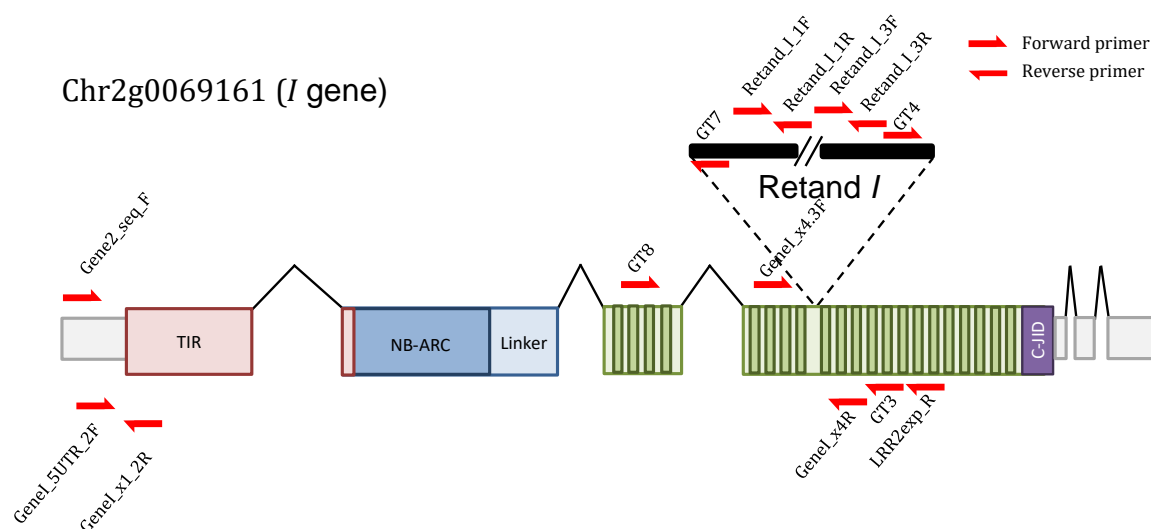 Chr2g0069161 (I gene)
Forward primer
Reverse primer
Retand_I_1F
Retand_I_1R
Retand_I_3F
Retand_I_3R
GT7
GT4
Retand I
Gene2_seq_F
GT8
GeneI_x4.3F
TIR
NB-ARC
Linker
C-JID
GeneI_5UTR_2F
GeneI_x1_2R
GeneI_x4R
GT3
LRR2exp_R